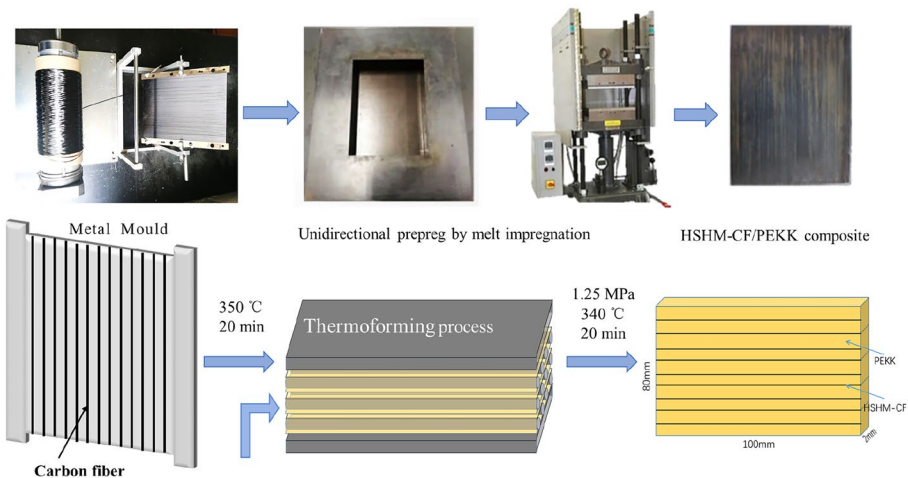 Unidirectional prepreg by melt impregnation
HSHM-CF/PEKK composite
Metal Mould
Carbon fiber
350 ℃
20 min
Thermoforming process
1.25 MPa
340 ℃
20 min
PEKK
HSHM-CF
80mm
100mm
2mm